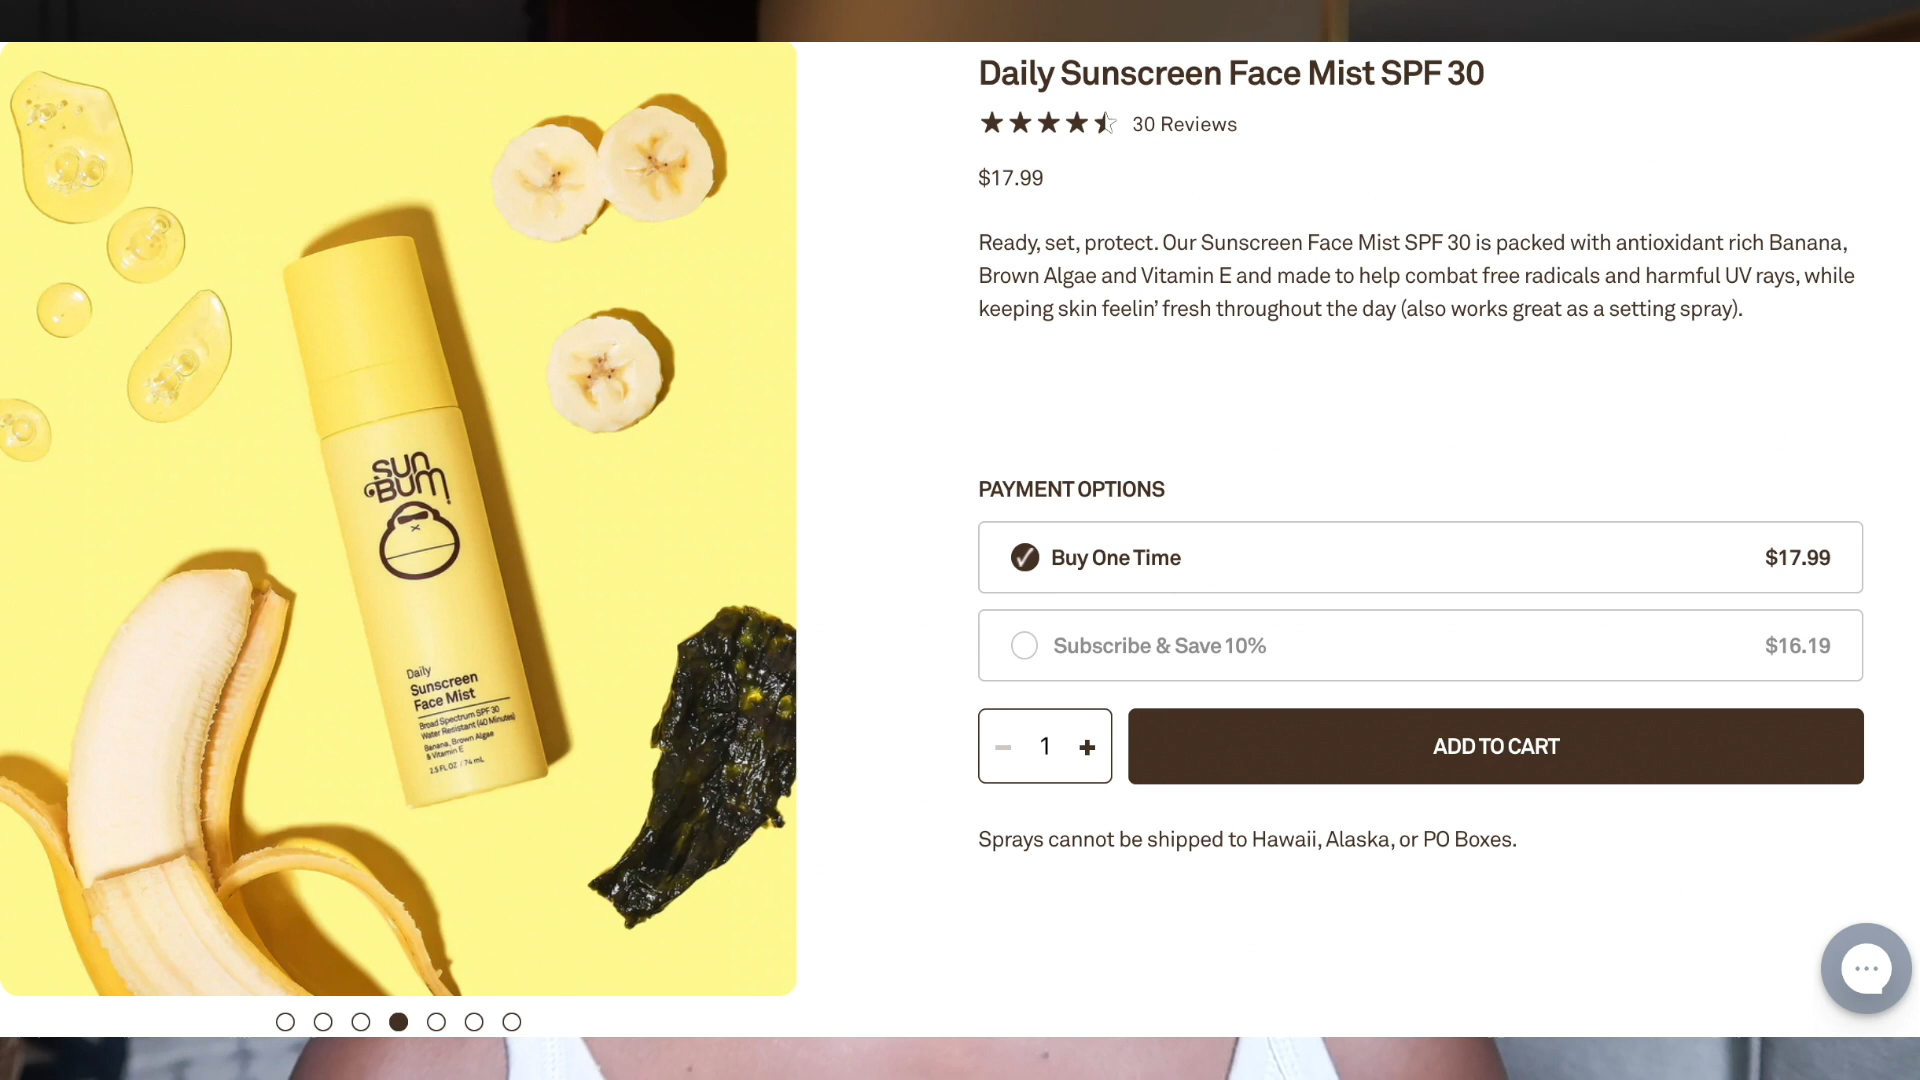 Daily Sunscreen Face Mist SPF 30
30 Reviews
$17.99
Ready, set, protect. Our Sunscreen Face Mist SPF 30 is packed with antioxidant rich Banana,
Brown Algae and Vitamin E and made to help combat free radicals and harmful UV rays, while
keeping skin feelin’ fresh throughout the day (also works great as a setting spray).
PAYMENT OPTIONS
Buy One Time $17.99
Subscribe & Save 10% $16.19
1
ADD TO CART
Sprays cannot be shipped to Hawaii, Alaska, or PO Boxes.
SUN
BUM
Daily
Sunscreen
Face Mist
Broad Spectrum SPF 30
Water Resistant (40 Minutes)
Banana, Brown Algae
& Vitamin E
2.5 FL OZ / 74 mL